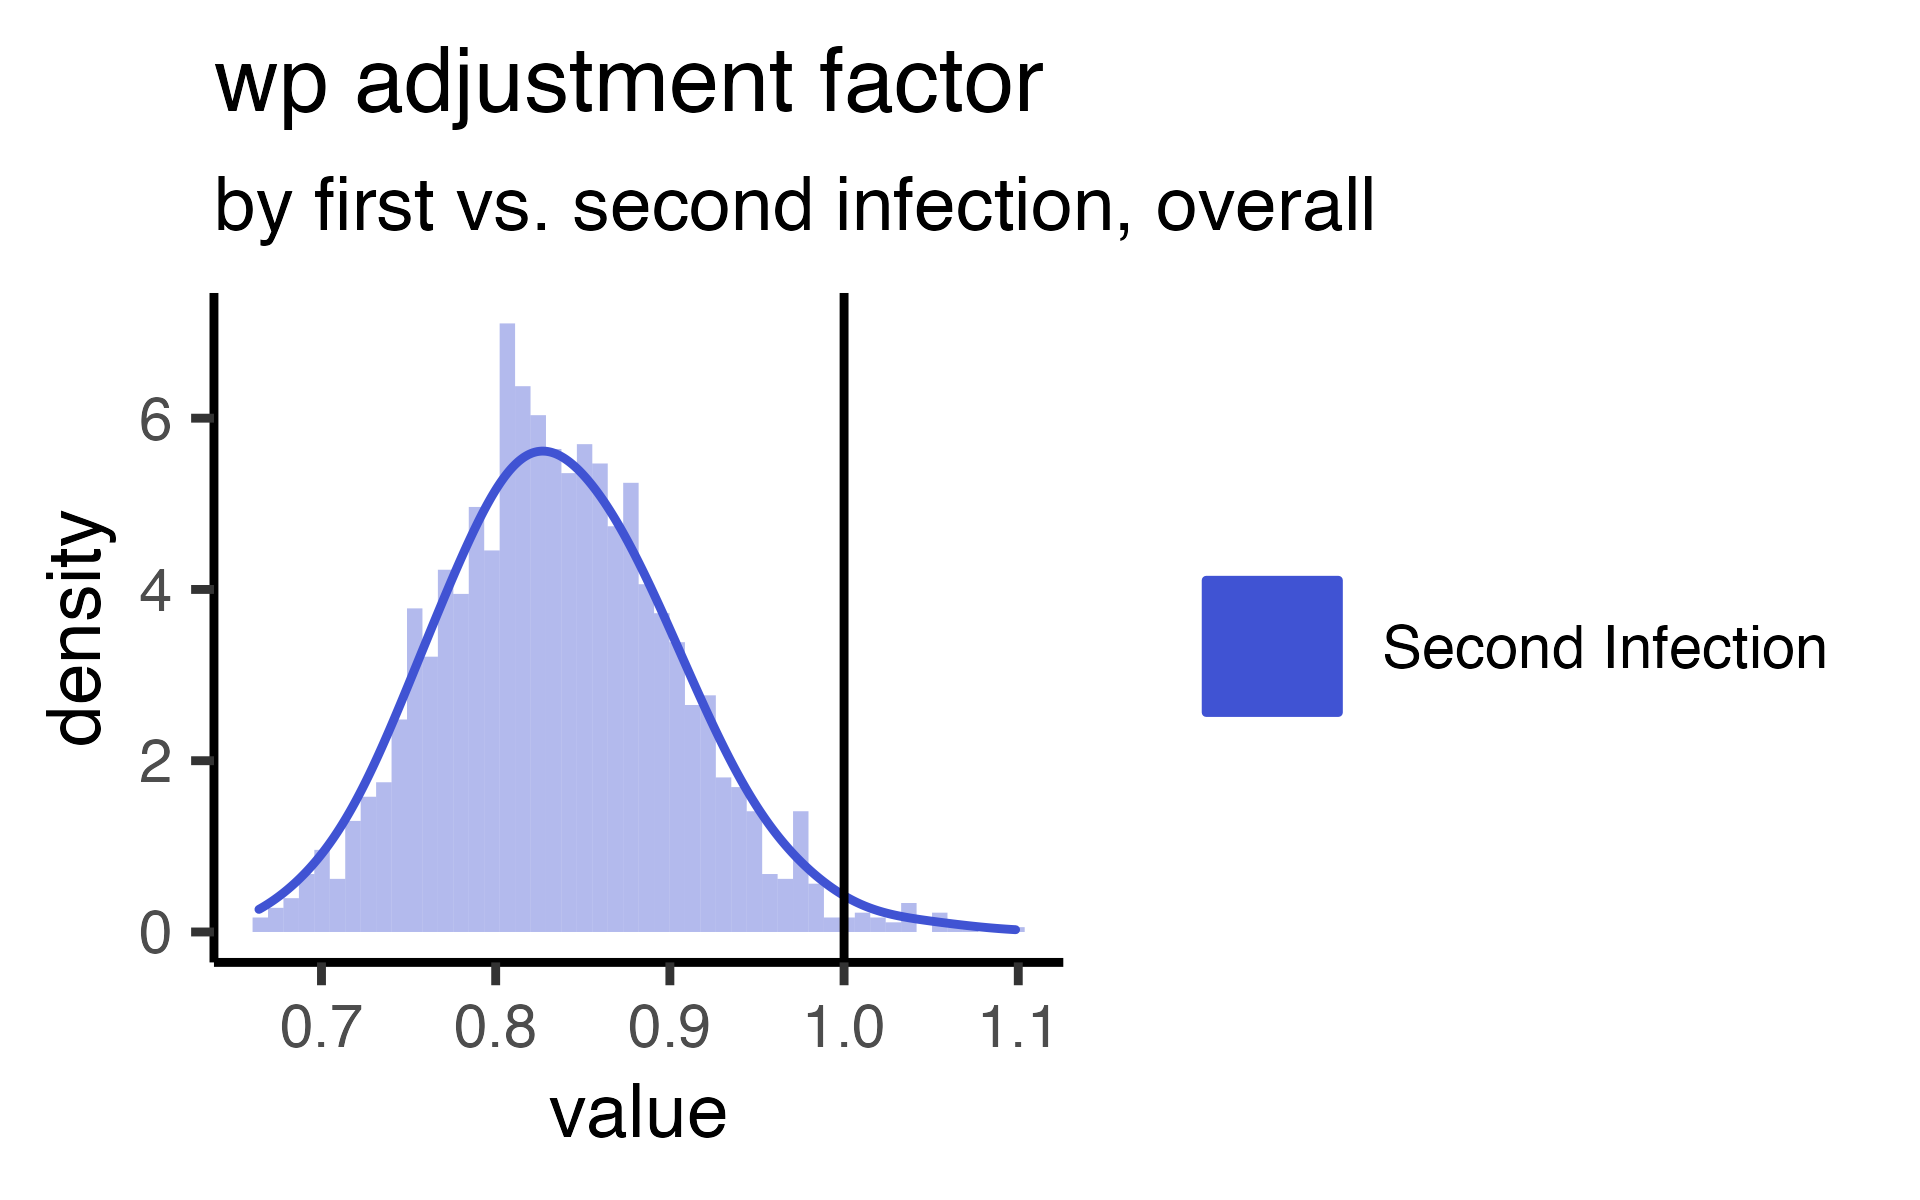 wp adjustment factor
by first vs. second infection, overall
density
6
4
2
0
0.7 0.8 0.9 1.0 1.1
value
Second Infection